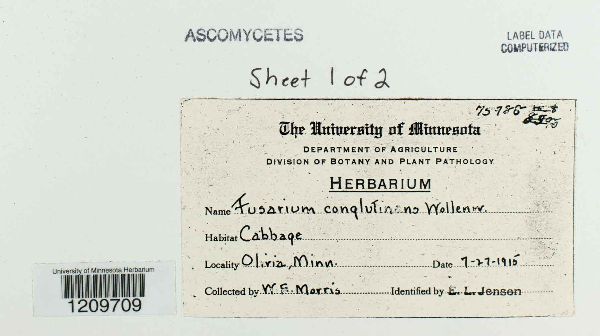 ASCOMYCETES
LABEL DATA
COMPUTERIZED
Sheet 1 of 2
75785
The University of Minnesota
DEPARTMENT OF AGRICULTURE
DIVISION OF BOTANY AND PLANT PATHOLOGY
HERBARIUM
Name Fusarium conglutinans Wollenw.
Habitat Cabbage
Locality Olivia, Minn. Date 7-27-1915
Collected by W.F. Morris Identified by E. L. Jensen
University of Minnesota Herbarium
1209709